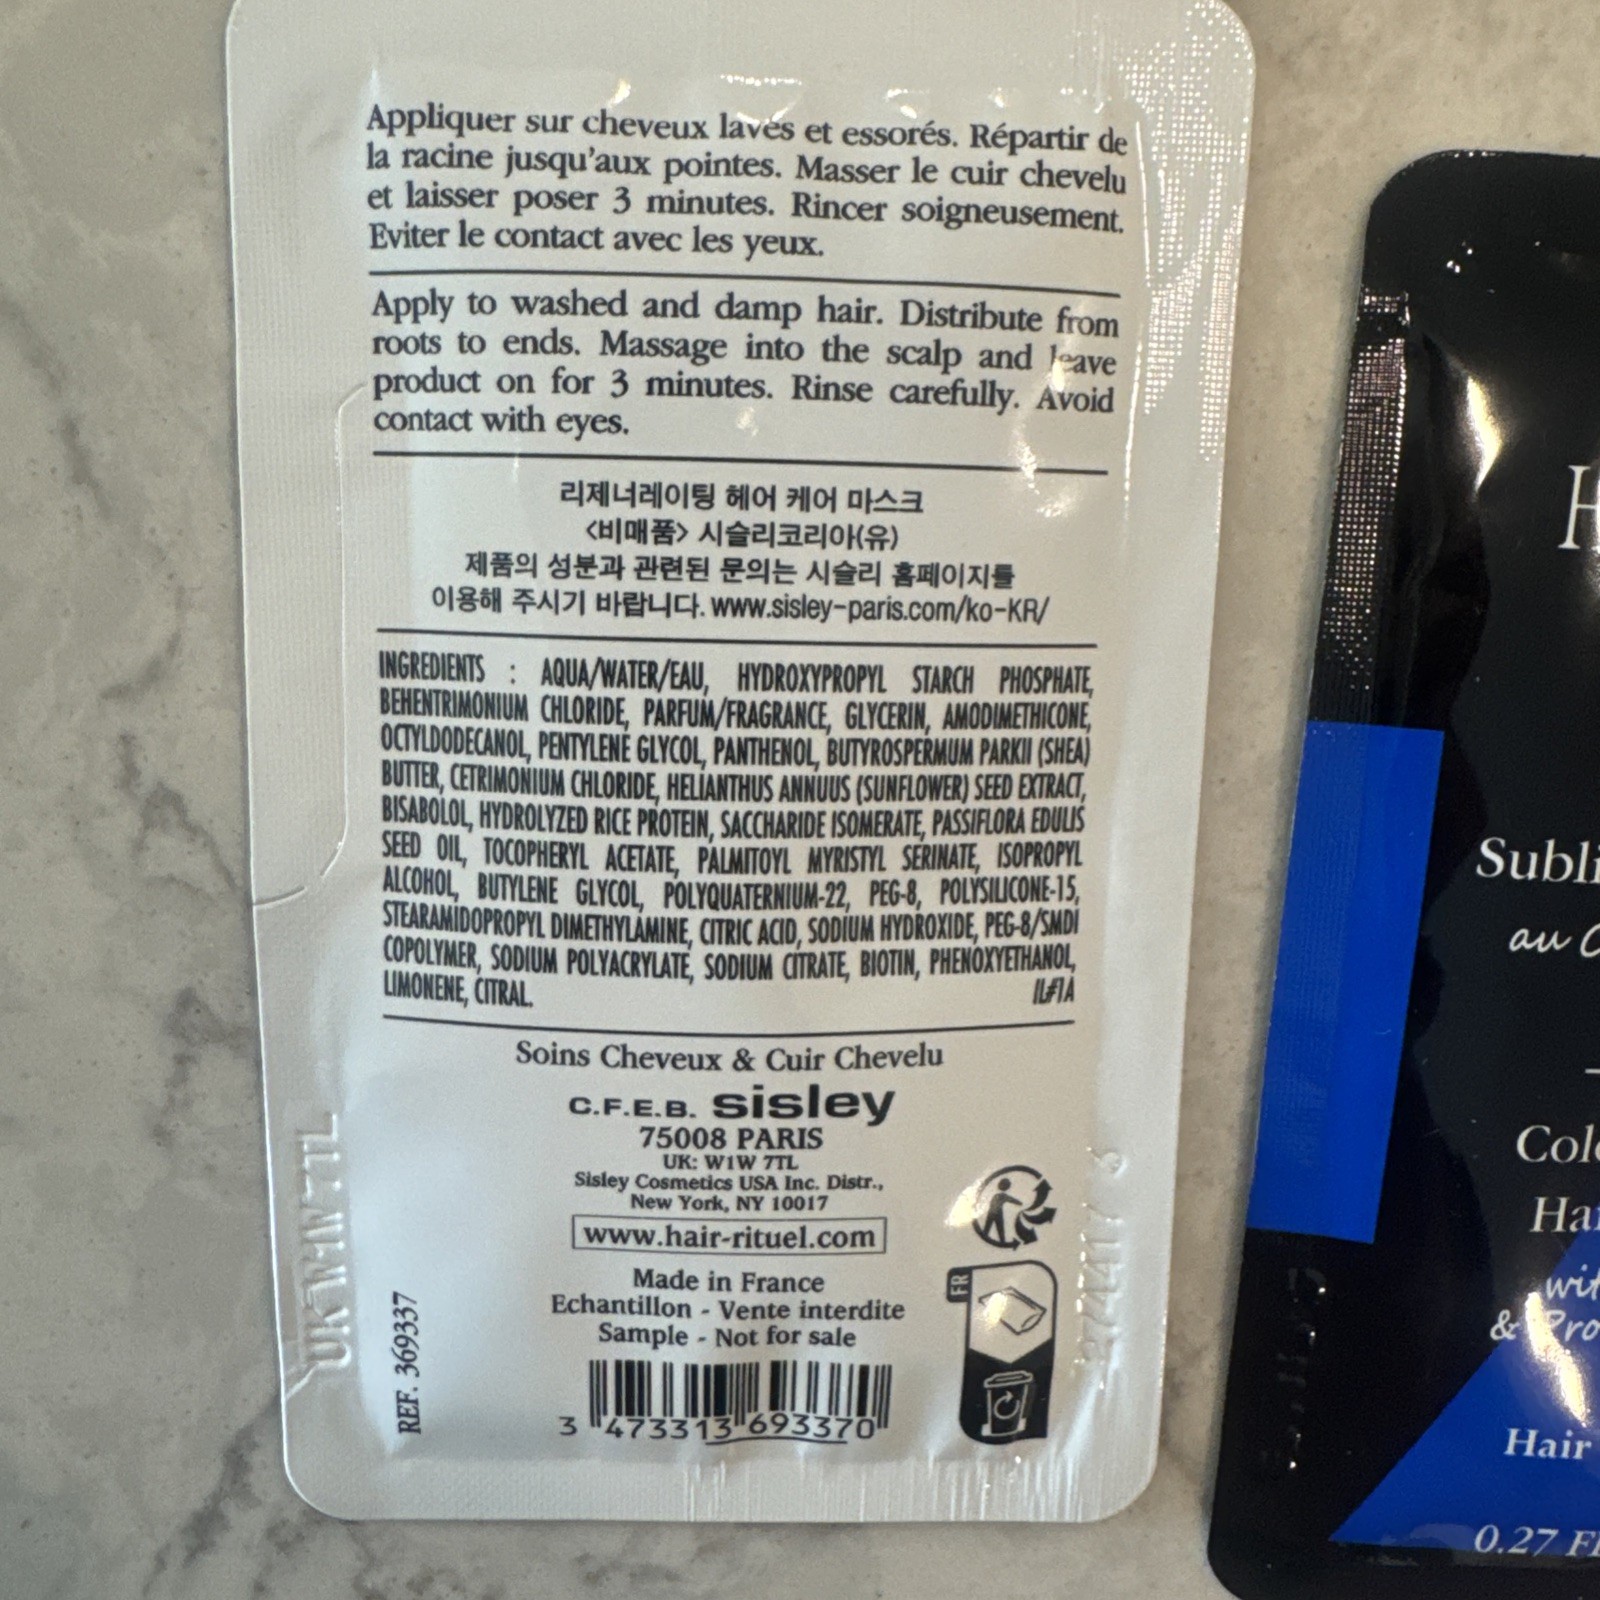 Appliquer sur cheveux lavés et essorés. Répartir de
la racine jusqu'aux pointes. Masser le cuir chevelu
et laisser poser 3 minutes. Rincer soigneusement.
Eviter le contact avec les yeux.
Apply to washed and damp hair. Distribute from
roots to ends. Massage into the scalp and leave
product on for 3 minutes. Rinse carefully. Avoid
contact with eyes.
리제너레이팅 헤어 케어 마스크
<비매품> 시슬리코리아(유)
제품의 성분과 관련된 문의는 시슬리 홈페이지를
이용해 주시기 바랍니다. www.sisley-paris.com/ko-KR/
INGREDIENTS : AQUA/WATER/EAU, HYDROXYPROPYL STARCH PHOSPHATE,
BEHENTRIMONIUM CHLORIDE, PARFUM/FRAGRANCE, GLYCERIN, AMODIMETHICONE,
OCTYLDODECANOL, PENTYLENE GLYCOL, PANTHENOL, BUTYROSPERMUM PARKII (SHEA)
BUTTER, CETRIMONIUM CHLORIDE, HELIANTHUS ANNUUS (SUNFLOWER) SEED EXTRACT,
BISABOLOL, HYDROLYZED RICE PROTEIN, SACCHARIDE ISOMERATE, PASSIFLORA EDULIS
SEED OIL, TOCOPHERYL ACETATE, PALMITOYL MYRISTYL SERINATE, ISOPROPYL
ALCOHOL, BUTYLENE GLYCOL, POLYQUATERNIUM-22, PEG-8, POLYSILICONE-15,
STEARAMIDOPROPYL DIMETHYLAMINE, CITRIC ACID, SODIUM HYDROXIDE, PEG-8/SMDI
COPOLYMER, SODIUM POLYACRYLATE, SODIUM CITRATE, BIOTIN, PHENOXYETHANOL,
LIMONENE, CITRAL. IL#1A
Soins Cheveux & Cuir Chevelu
C.F.E.B. sisley
75008 PARIS
UK: W1W 7TL
Sisley Cosmetics USA Inc. Distr.,
New York, NY 10017
www.hair-rituel.com
Made in France
Echantillon - Vente interdite
Sample - Not for sale
3 473313 693370
REF. 369337
FR
UK W1W 7TL
H
Subli
au C
Colo
Hai
wit
& Pro
Hair
0.27 Fl